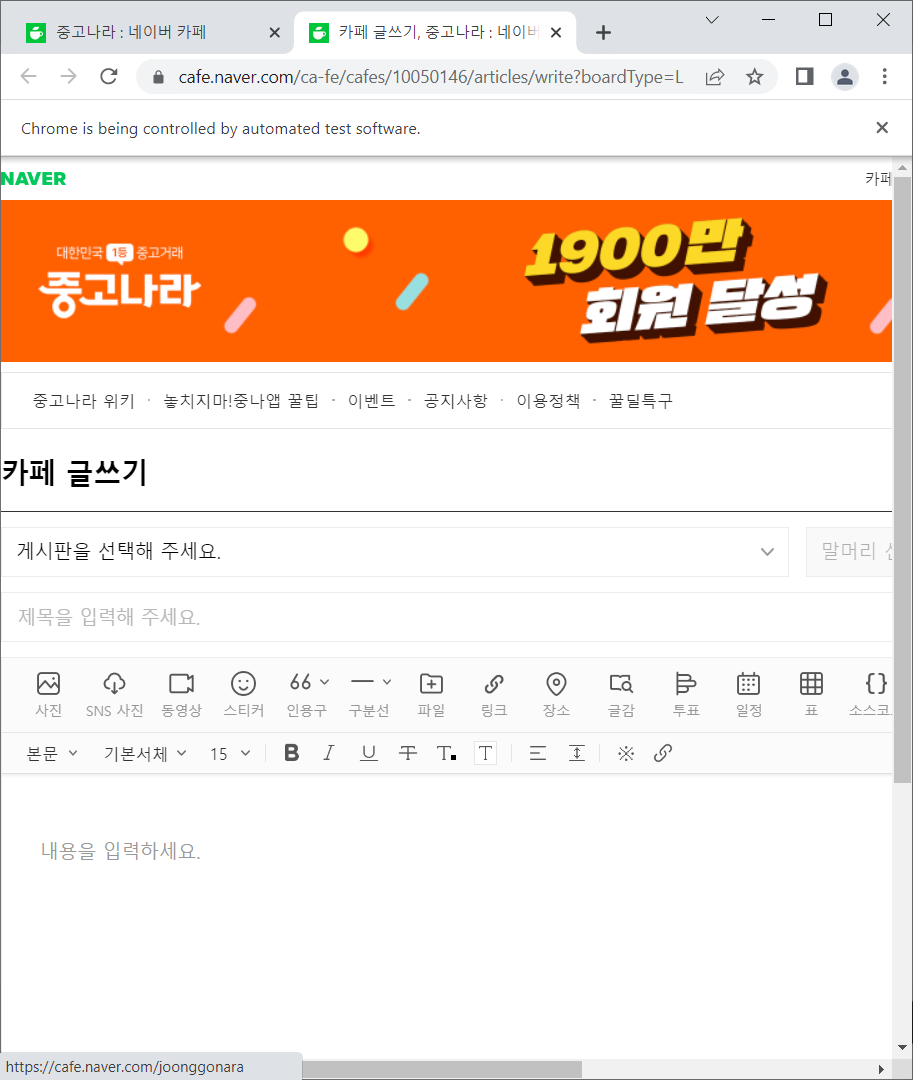 중고나라 : 네이버 카페
카페 글쓰기, 중고나라 : 네이버
cafe.naver.com/ca-fe/cafes/10050146/articles/write?boardType=L
Chrome is being controlled by automated test software.
NAVER
카페
대한민국 1등 중고거래
중고나라
1900만
회원 달성
중고나라 위키 · 놓치지마!중나앱 꿀팁 · 이벤트 · 공지사항 · 이용정책 · 꿀딜특구
카페 글쓰기
게시판을 선택해 주세요.
말머리 선
제목을 입력해 주세요.
사진 SNS 사진 동영상 스티커 인용구 구분선 파일 링크 장소 글감 투표 일정 표 소스코..
본문 기본서체 15 B I U T T. T
내용을 입력하세요.
https://cafe.naver.com/joonggonara